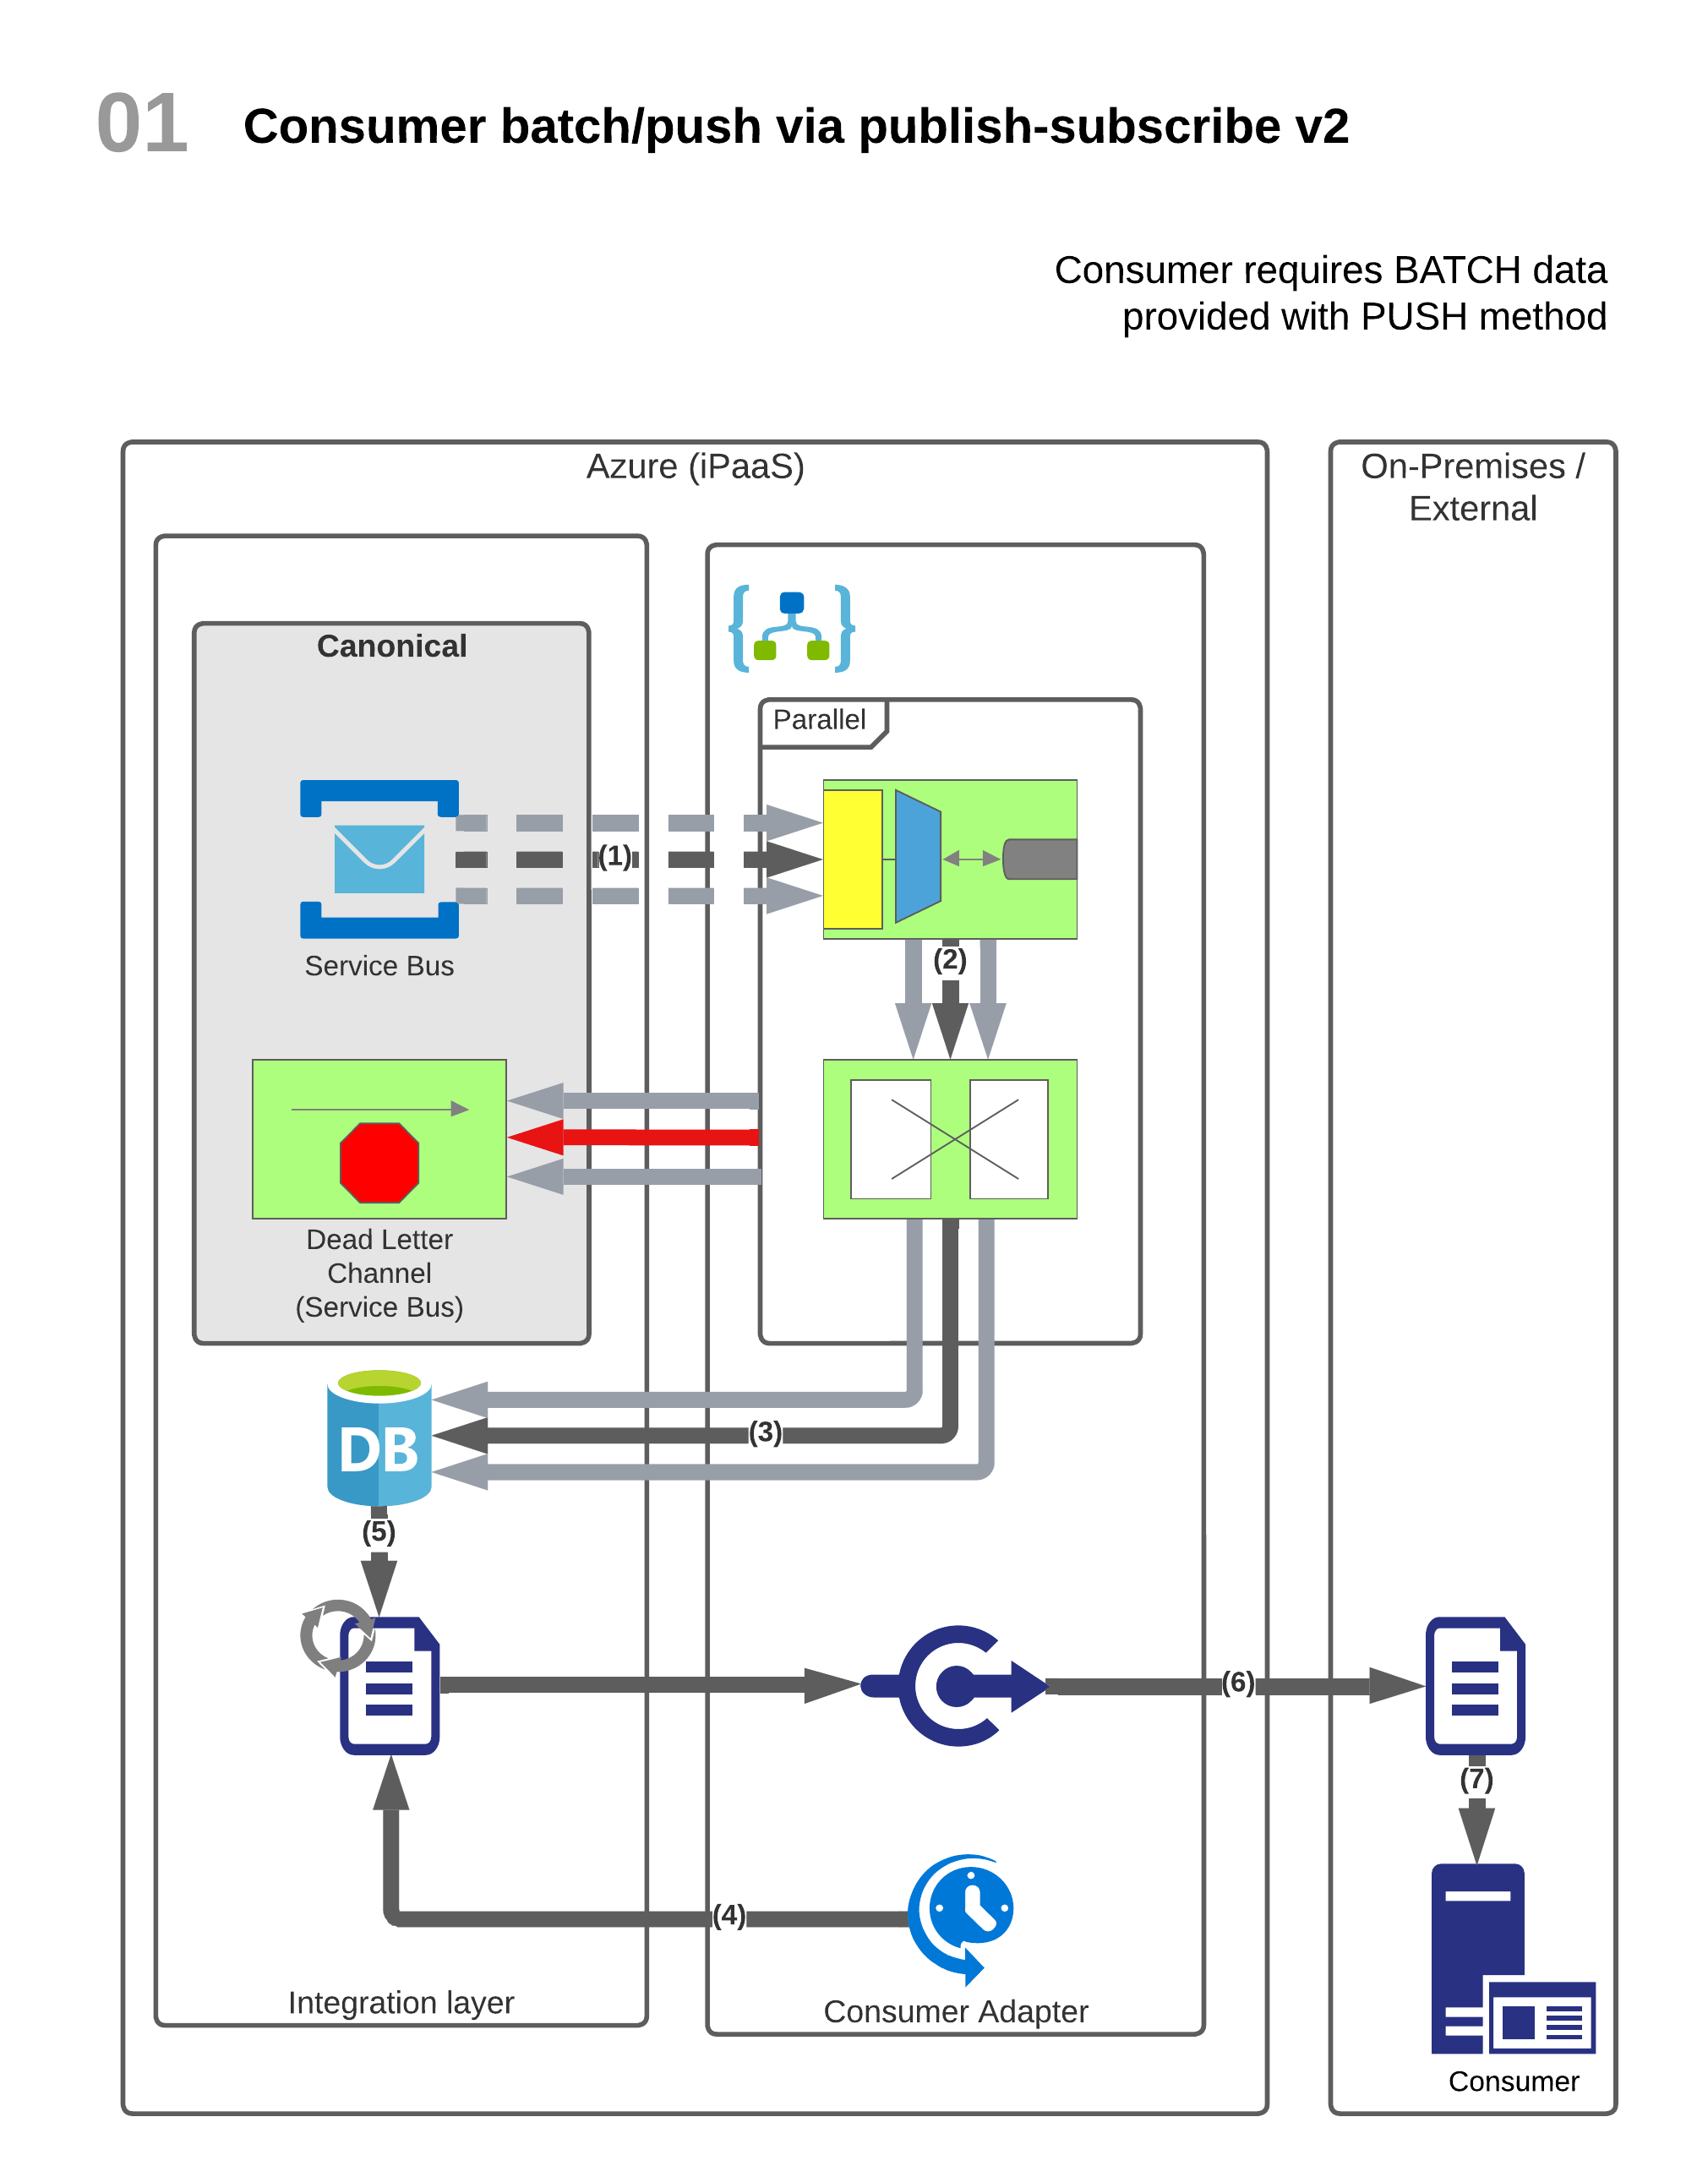 01
Consumer batch/push via publish-subscribe v2
Consumer requires BATCH data
provided with PUSH method
Azure (iPaaS)
On-Premises /
External
Canonical
Parallel
(1)
Service Bus
(2)
Dead Letter
Channel
(Service Bus)
(3)
DB
(5)
(6)
(7)
(4)
Integration layer
Consumer Adapter
Consumer